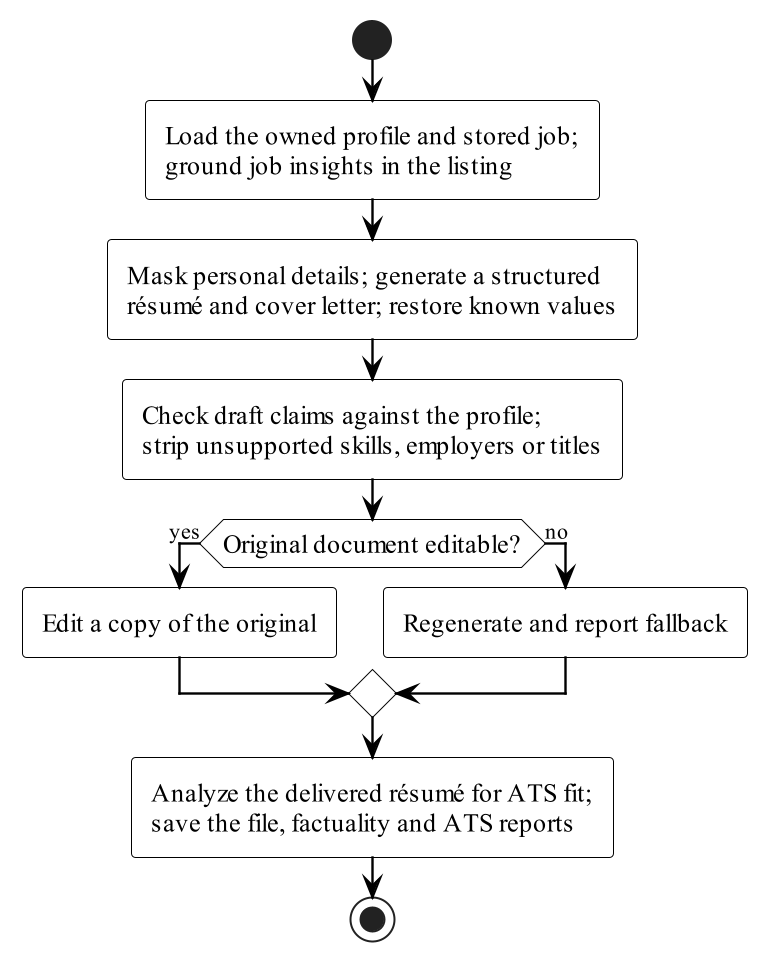 Load the owned profile and stored job;
ground job insights in the listing
Mask personal details; generate a structured
résumé and cover letter; restore known values
Check draft claims against the profile;
strip unsupported skills, employers or titles
yes
Original document editable?
no
Edit a copy of the original
Regenerate and report fallback
Analyze the delivered résumé for ATS fit;
save the file, factuality and ATS reports